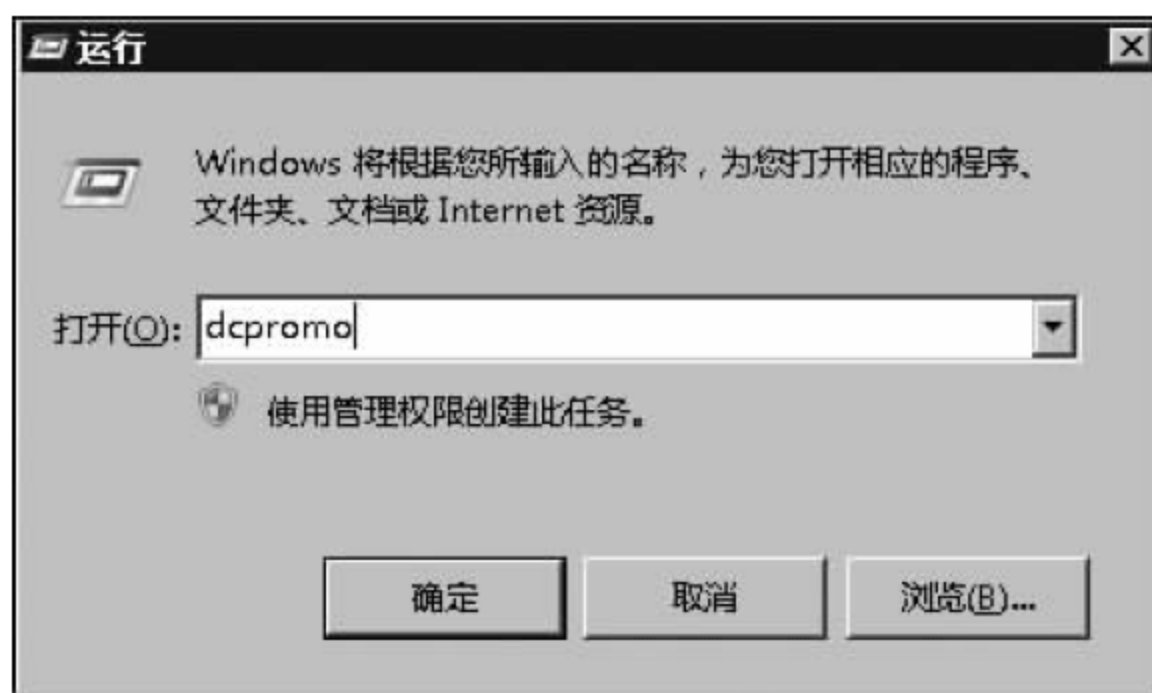 运行
Windows 将根据您所输入的名称，为您打开相应的程序、
文件夹、文档或 Internet 资源。
打开(O): dcpromo
使用管理权限创建此任务。
确定 取消 浏览(B)...